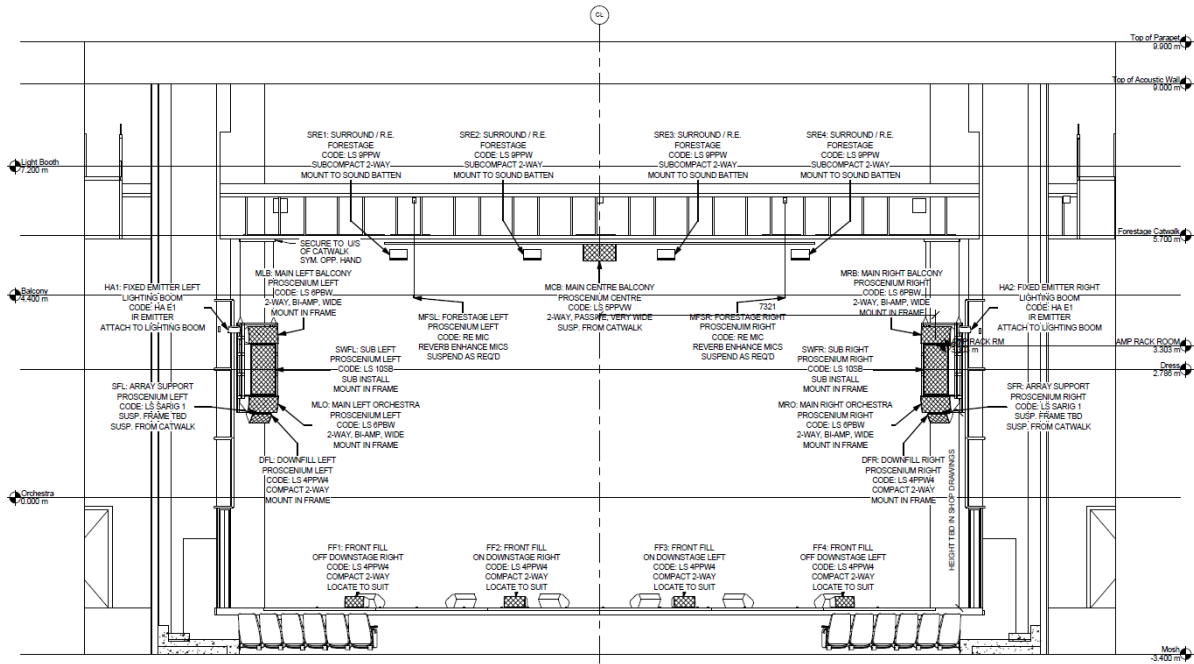 CL
Top of Parapet
9.900 m
Top of Acoustic Wall
9.000 m
Light Booth
7.200 m
Forestage Catwalk
5.700 m
Balcony
4.400 m
AMP RACK ROOM
3.303 m
Dress
2.786 m
Orchestra
0.000 m
Mosh
-3.400 m
SRE1: SURROUND / R.E.
FORESTAGE
CODE: LS 9PPW
SUBCOMPACT 2-WAY
MOUNT TO SOUND BATTEN
SRE2: SURROUND / R.E.
FORESTAGE
CODE: LS 9PPW
SUBCOMPACT 2-WAY
MOUNT TO SOUND BATTEN
SRE3: SURROUND / R.E.
FORESTAGE
CODE: LS 9PPW
SUBCOMPACT 2-WAY
MOUNT TO SOUND BATTEN
SRE4: SURROUND / R.E.
FORESTAGE
CODE: LS 9PPW
SUBCOMPACT 2-WAY
MOUNT TO SOUND BATTEN
SECURE TO U/S
OF CATWALK
SYM. OPP. HAND
HA1: FIXED EMITTER LEFT
LIGHTING BOOM
CODE: HA E1
IR EMITTER
ATTACH TO LIGHTING BOOM
MLB: MAIN LEFT BALCONY
PROSCENIUM LEFT
CODE: LS 6PBW
2-WAY, BI-AMP, WIDE
MOUNT IN FRAME
MCB: MAIN CENTRE BALCONY
PROSCENIUM CENTRE
CODE: LS 5PPVW
2-WAY, PASSIVE, VERY WIDE
SUSP. FROM CATWALK
MRB: MAIN RIGHT BALCONY
PROSCENIUM RIGHT
CODE: LS 6PBW
2-WAY, BI-AMP, WIDE
MOUNT IN FRAME
HA2: FIXED EMITTER RIGHT
LIGHTING BOOM
CODE: HA E1
IR EMITTER
ATTACH TO LIGHTING BOOM
MFSL: FORESTAGE LEFT
PROSCENIUM LEFT
CODE: RE MIC
REVERB ENHANCE MICS
SUSPEND AS REQ'D
7321
MFSR: FORESTAGE RIGHT
PROSCENUIM RIGHT
CODE: RE MIC
REVERB ENHANCE MICS
SUSPEND AS REQ'D
SWFL: SUB LEFT
PROSCENIUM LEFT
CODE: LS 10SB
SUB INSTALL
MOUNT IN FRAME
SWFR: SUB RIGHT
PROSCENIUM RIGHT
CODE: LS 10SB
SUB INSTALL
MOUNT IN FRAME
RACK RM
SFL: ARRAY SUPPORT
PROSCENIUM LEFT
CODE: LS SARIG 1
SUSP. FRAME TBD
SUSP. FROM CATWALK
MLO: MAIN LEFT ORCHESTRA
PROSCENIUM LEFT
CODE: LS 6PBW
2-WAY, BI-AMP, WIDE
MOUNT IN FRAME
MRO: MAIN RIGHT ORCHESTRA
PROSCENIUM RIGHT
CODE: LS 6PBW
2-WAY, BI-AMP, WIDE
MOUNT IN FRAME
SFR: ARRAY SUPPORT
PROSCENIUM RIGHT
CODE: LS SARIG 1
SUSP. FRAME TBD
SUSP. FROM CATWALK
DFL: DOWNFILL LEFT
PROSCENIUM LEFT
CODE: LS 4PPW4
COMPACT 2-WAY
MOUNT IN FRAME
DFR: DOWNFILL RIGHT
PROSCENIUM RIGHT
CODE: LS 4PPW4
COMPACT 2-WAY
MOUNT IN FRAME
HEIGHT TBD IN SHOP DRAWINGS
FF1: FRONT FILL
OFF DOWNSTAGE RIGHT
CODE: LS 4PPW4
COMPACT 2-WAY
LOCATE TO SUIT
FF2: FRONT FILL
ON DOWNSTAGE RIGHT
CODE: LS 4PPW4
COMPACT 2-WAY
LOCATE TO SUIT
FF3: FRONT FILL
ON DOWNSTAGE LEFT
CODE: LS 4PPW4
COMPACT 2-WAY
LOCATE TO SUIT
FF4: FRONT FILL
OFF DOWNSTAGE LEFT
CODE: LS 4PPW4
COMPACT 2-WAY
LOCATE TO SUIT